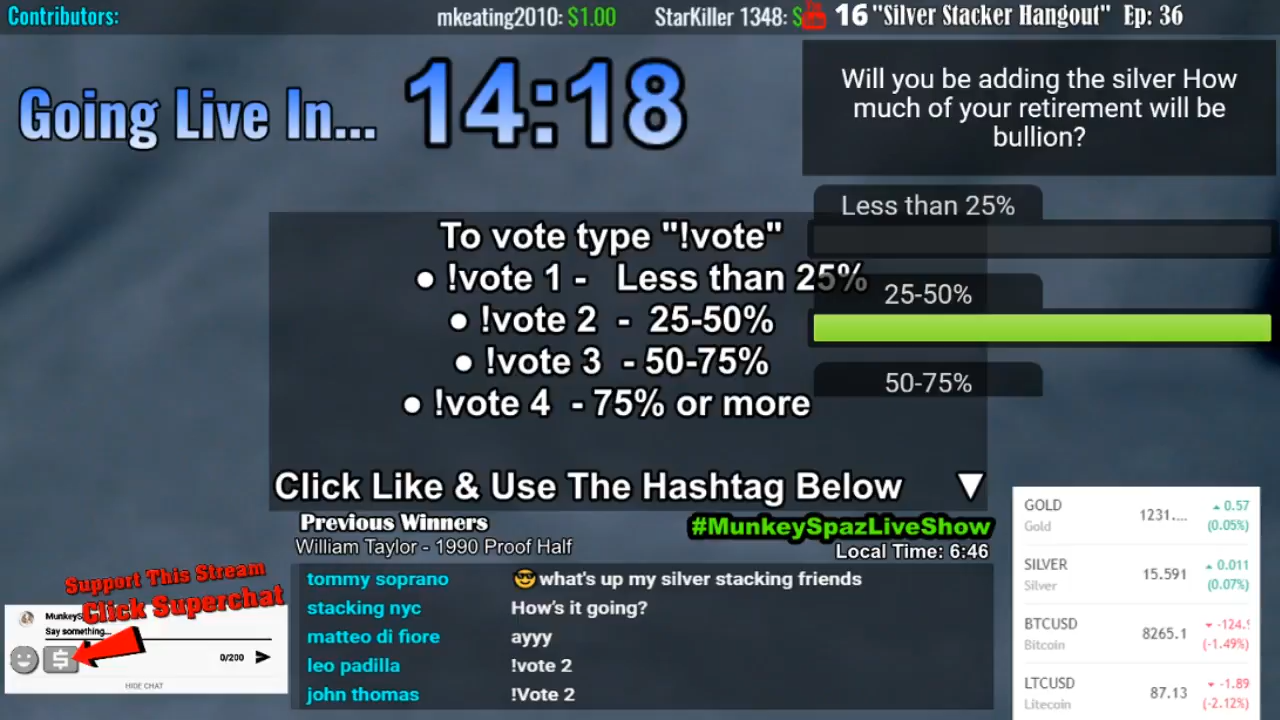 Contributors:
mkeating2010: $1.00 StarKiller 1348: $
16 "Silver Stacker Hangout" Ep: 36
Going Live In... 14:18
Will you be adding the silver How
much of your retirement will be
bullion?
Less than 25%
25-50%
50-75%
To vote type "!vote"
● !vote 1 - Less than 25%
● !vote 2 - 25-50%
● !vote 3 - 50-75%
● !vote 4 - 75% or more
Click Like & Use The Hashtag Below ▼
Previous Winners
William Taylor - 1990 Proof Half
#MunkeySpazLiveShow
Local Time: 6:46
tommy soprano 😎 what's up my silver stacking friends
stacking nyc How's it going?
matteo di fiore ayyy
leo padilla !vote 2
john thomas !Vote 2
Support This Stream
Click Superchat
MunkeyS
Say something...
$ 0/200
HIDE CHAT
GOLD 1231.... 0.57
Gold (0.05%)
SILVER 15.591 0.011
Silver (0.07%)
BTCUSD 8265.1 -124.
Bitcoin (-1.49%)
LTCUSD 87.13 -1.89
Litecoin (-2.12%)